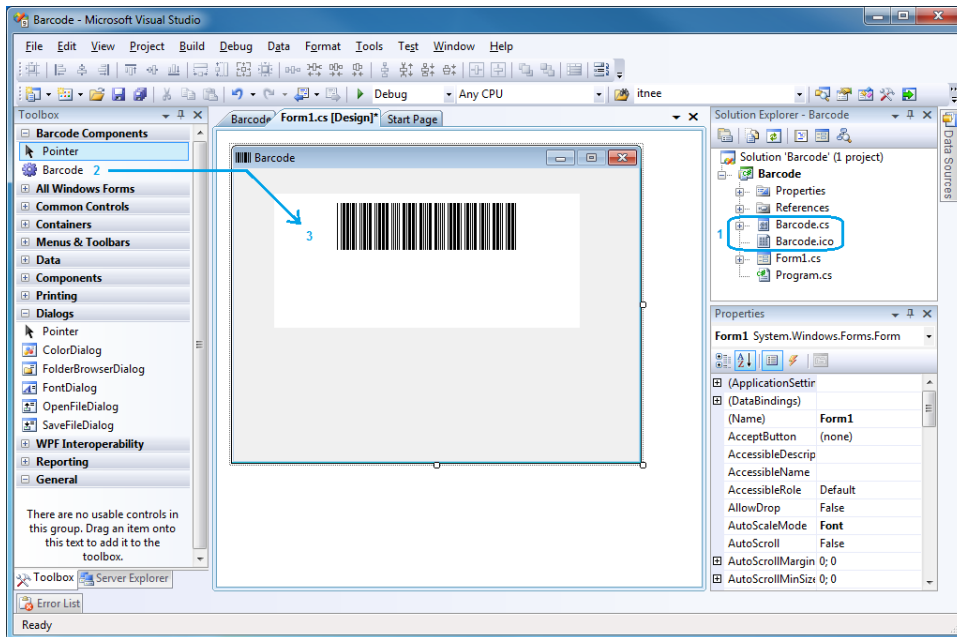 Barcode - Microsoft Visual Studio
File Edit View Project Build Debug Data Format Tools Test Window Help
Debug Any CPU itnee
Toolbox
Barcode Components
Pointer
Barcode 2
All Windows Forms
Common Controls
Containers
Menus & Toolbars
Data
Components
Printing
Dialogs
Pointer
ColorDialog
FolderBrowserDialog
FontDialog
OpenFileDialog
SaveFileDialog
WPF Interoperability
Reporting
General
There are no usable controls in
this group. Drag an item onto
this text to add it to the
toolbox.
Toolbox Server Explorer
Error List
Ready
Barcode Form1.cs [Design]* Start Page
Barcode
3
Solution Explorer - Barcode
Solution 'Barcode' (1 project)
Barcode
Properties
References
1
Barcode.cs
Barcode.ico
Form1.cs
Program.cs
Data Sources
Properties
Form1 System.Windows.Forms.Form
(ApplicationSettin
(DataBindings)
(Name) Form1
AcceptButton (none)
AccessibleDescrip
AccessibleName
AccessibleRole Default
AllowDrop False
AutoScaleMode Font
AutoScroll False
AutoScrollMargin 0; 0
AutoScrollMinSize 0; 0